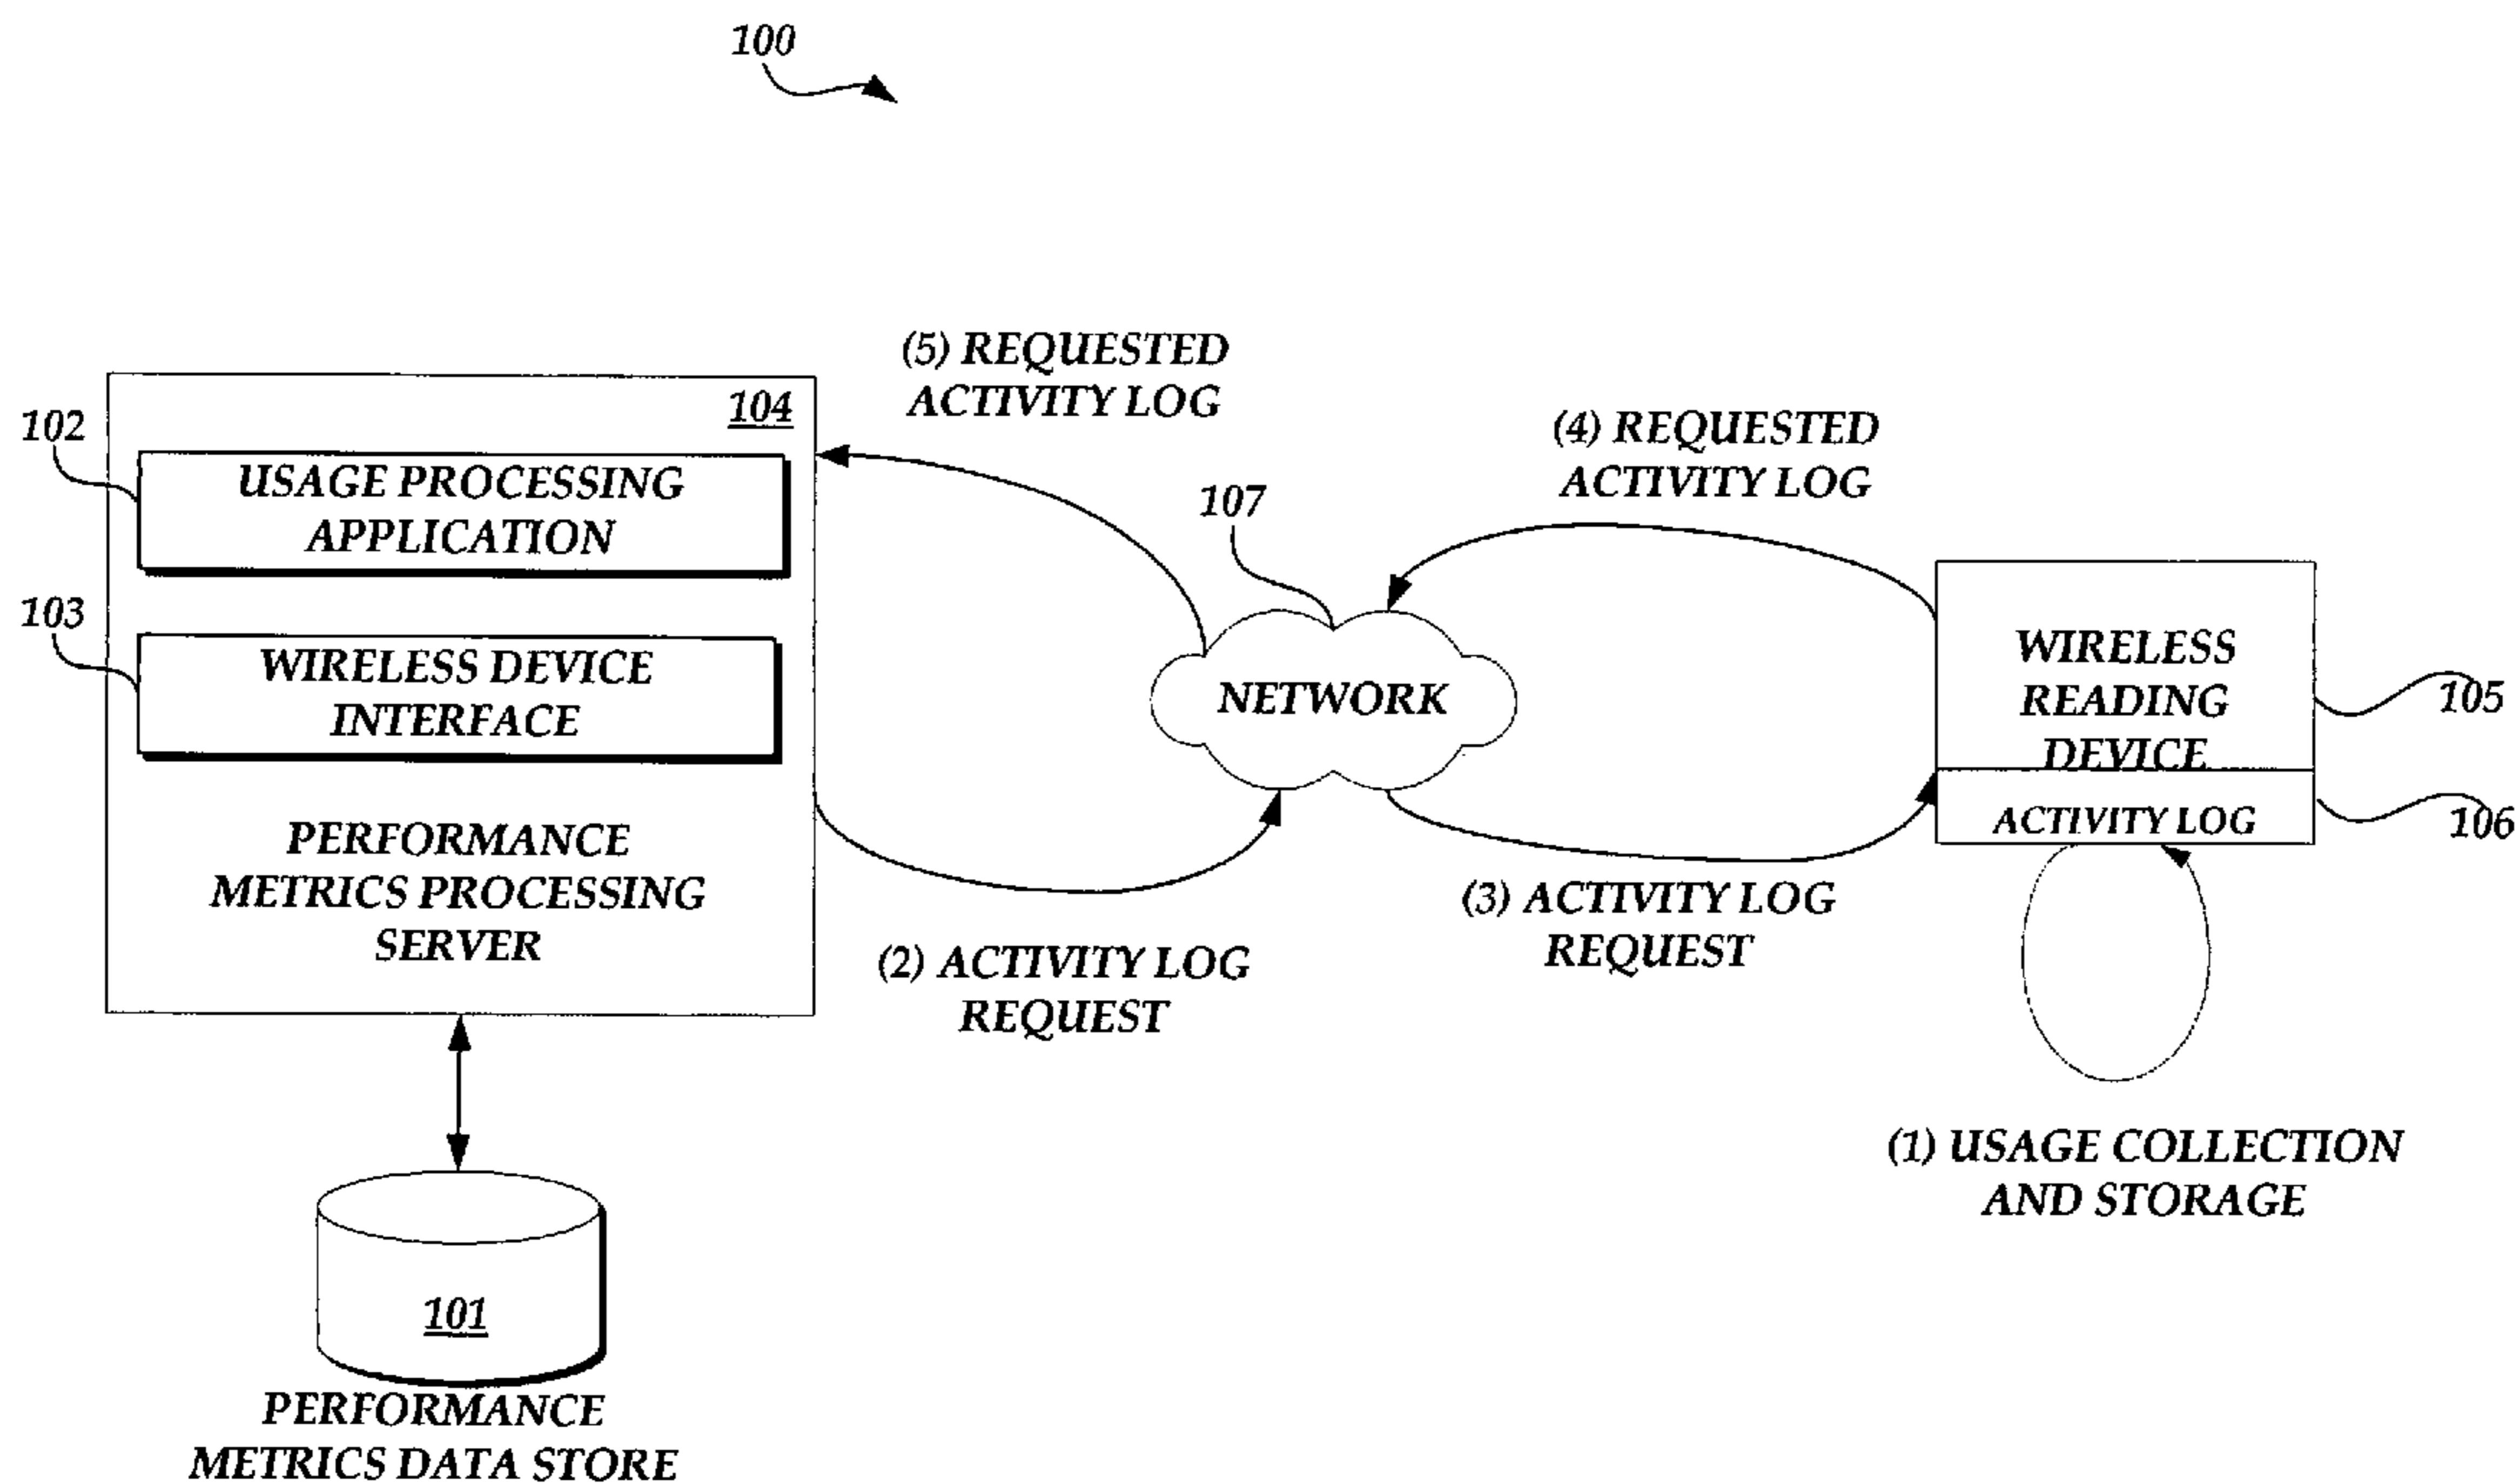 100
(5) REQUESTED
ACTIVITY LOG
104
102
USAGE PROCESSING
APPLICATION
103
WIRELESS DEVICE
INTERFACE
PERFORMANCE
METRICS PROCESSING
SERVER
(4) REQUESTED
ACTIVITY LOG
107
NETWORK
WIRELESS
READING
DEVICE
105
ACTIVITY LOG
106
(2) ACTIVITY LOG
REQUEST
(3) ACTIVITY LOG
REQUEST
(1) USAGE COLLECTION
AND STORAGE
101
PERFORMANCE
METRICS DATA STORE